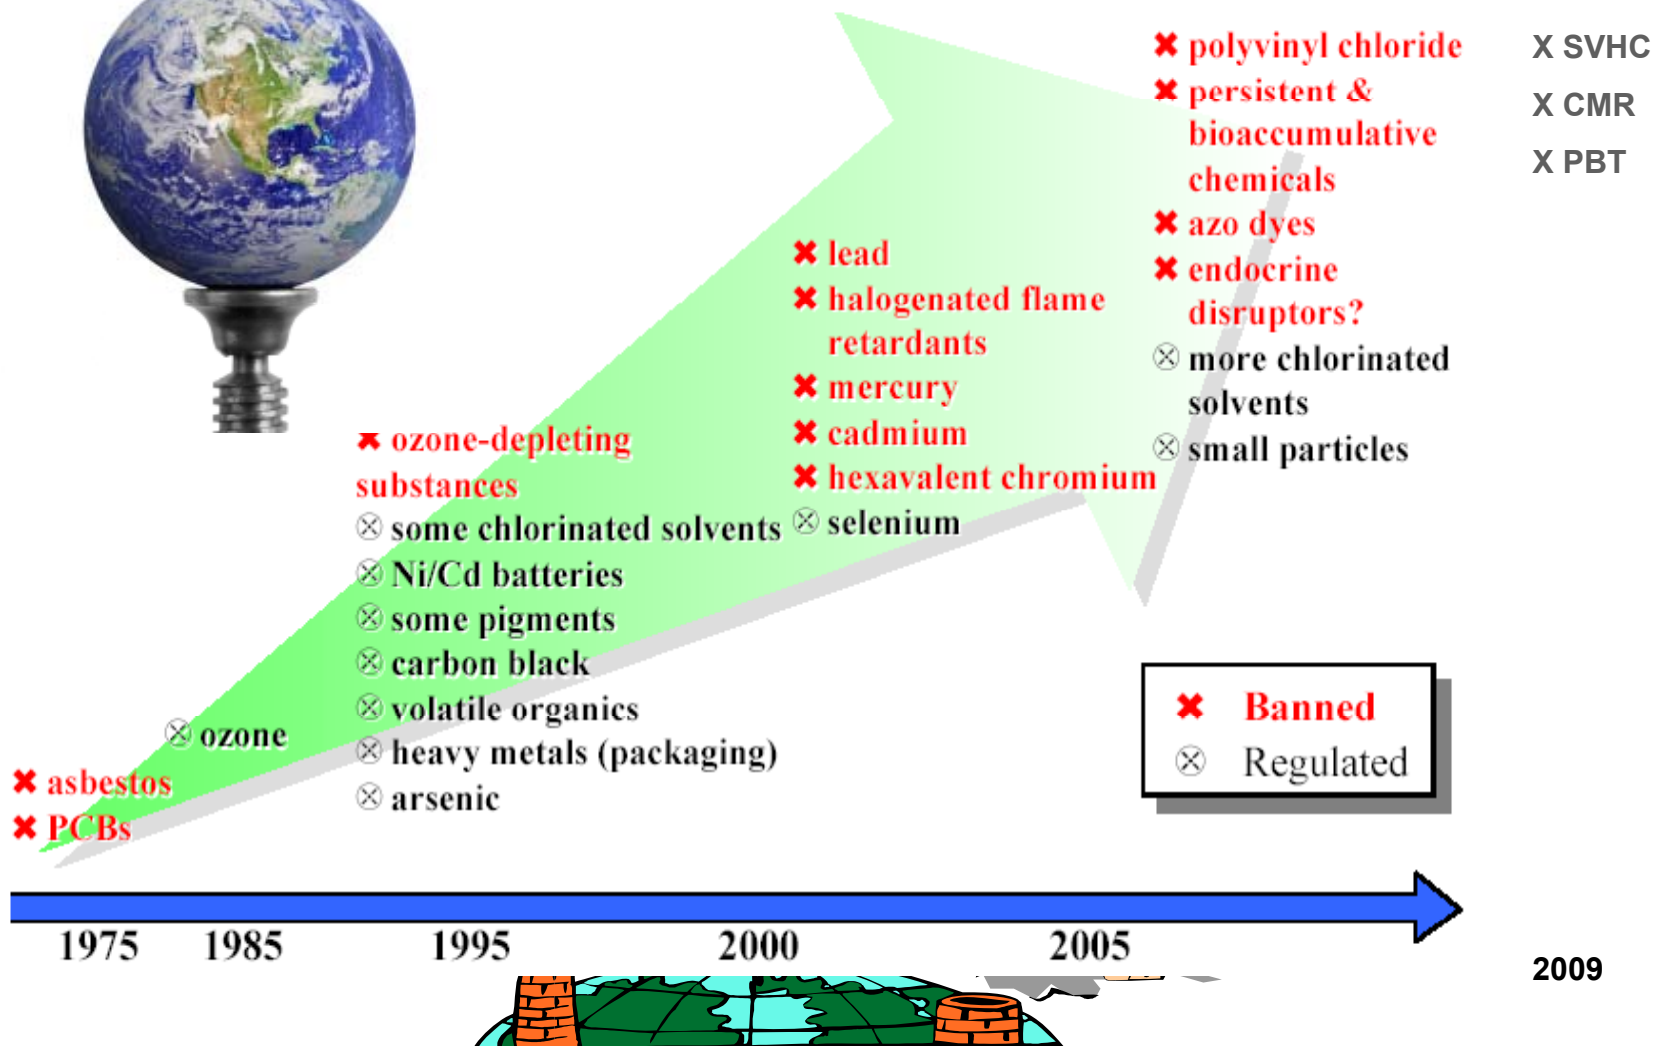 ✖ asbestos
✖ PCBs
⊗ ozone
✖ ozone-depleting
substances
⊗ some chlorinated solvents
⊗ Ni/Cd batteries
⊗ some pigments
⊗ carbon black
⊗ volatile organics
⊗ heavy metals (packaging)
⊗ arsenic
✖ lead
✖ halogenated flame
retardants
✖ mercury
✖ cadmium
✖ hexavalent chromium
⊗ selenium
✖ polyvinyl chloride
✖ persistent &
bioaccumulative
chemicals
✖ azo dyes
✖ endocrine
disruptors?
⊗ more chlorinated
solvents
⊗ small particles
X SVHC
X CMR
X PBT
✖ Banned
⊗ Regulated
1975
1985
1995
2000
2005
2009